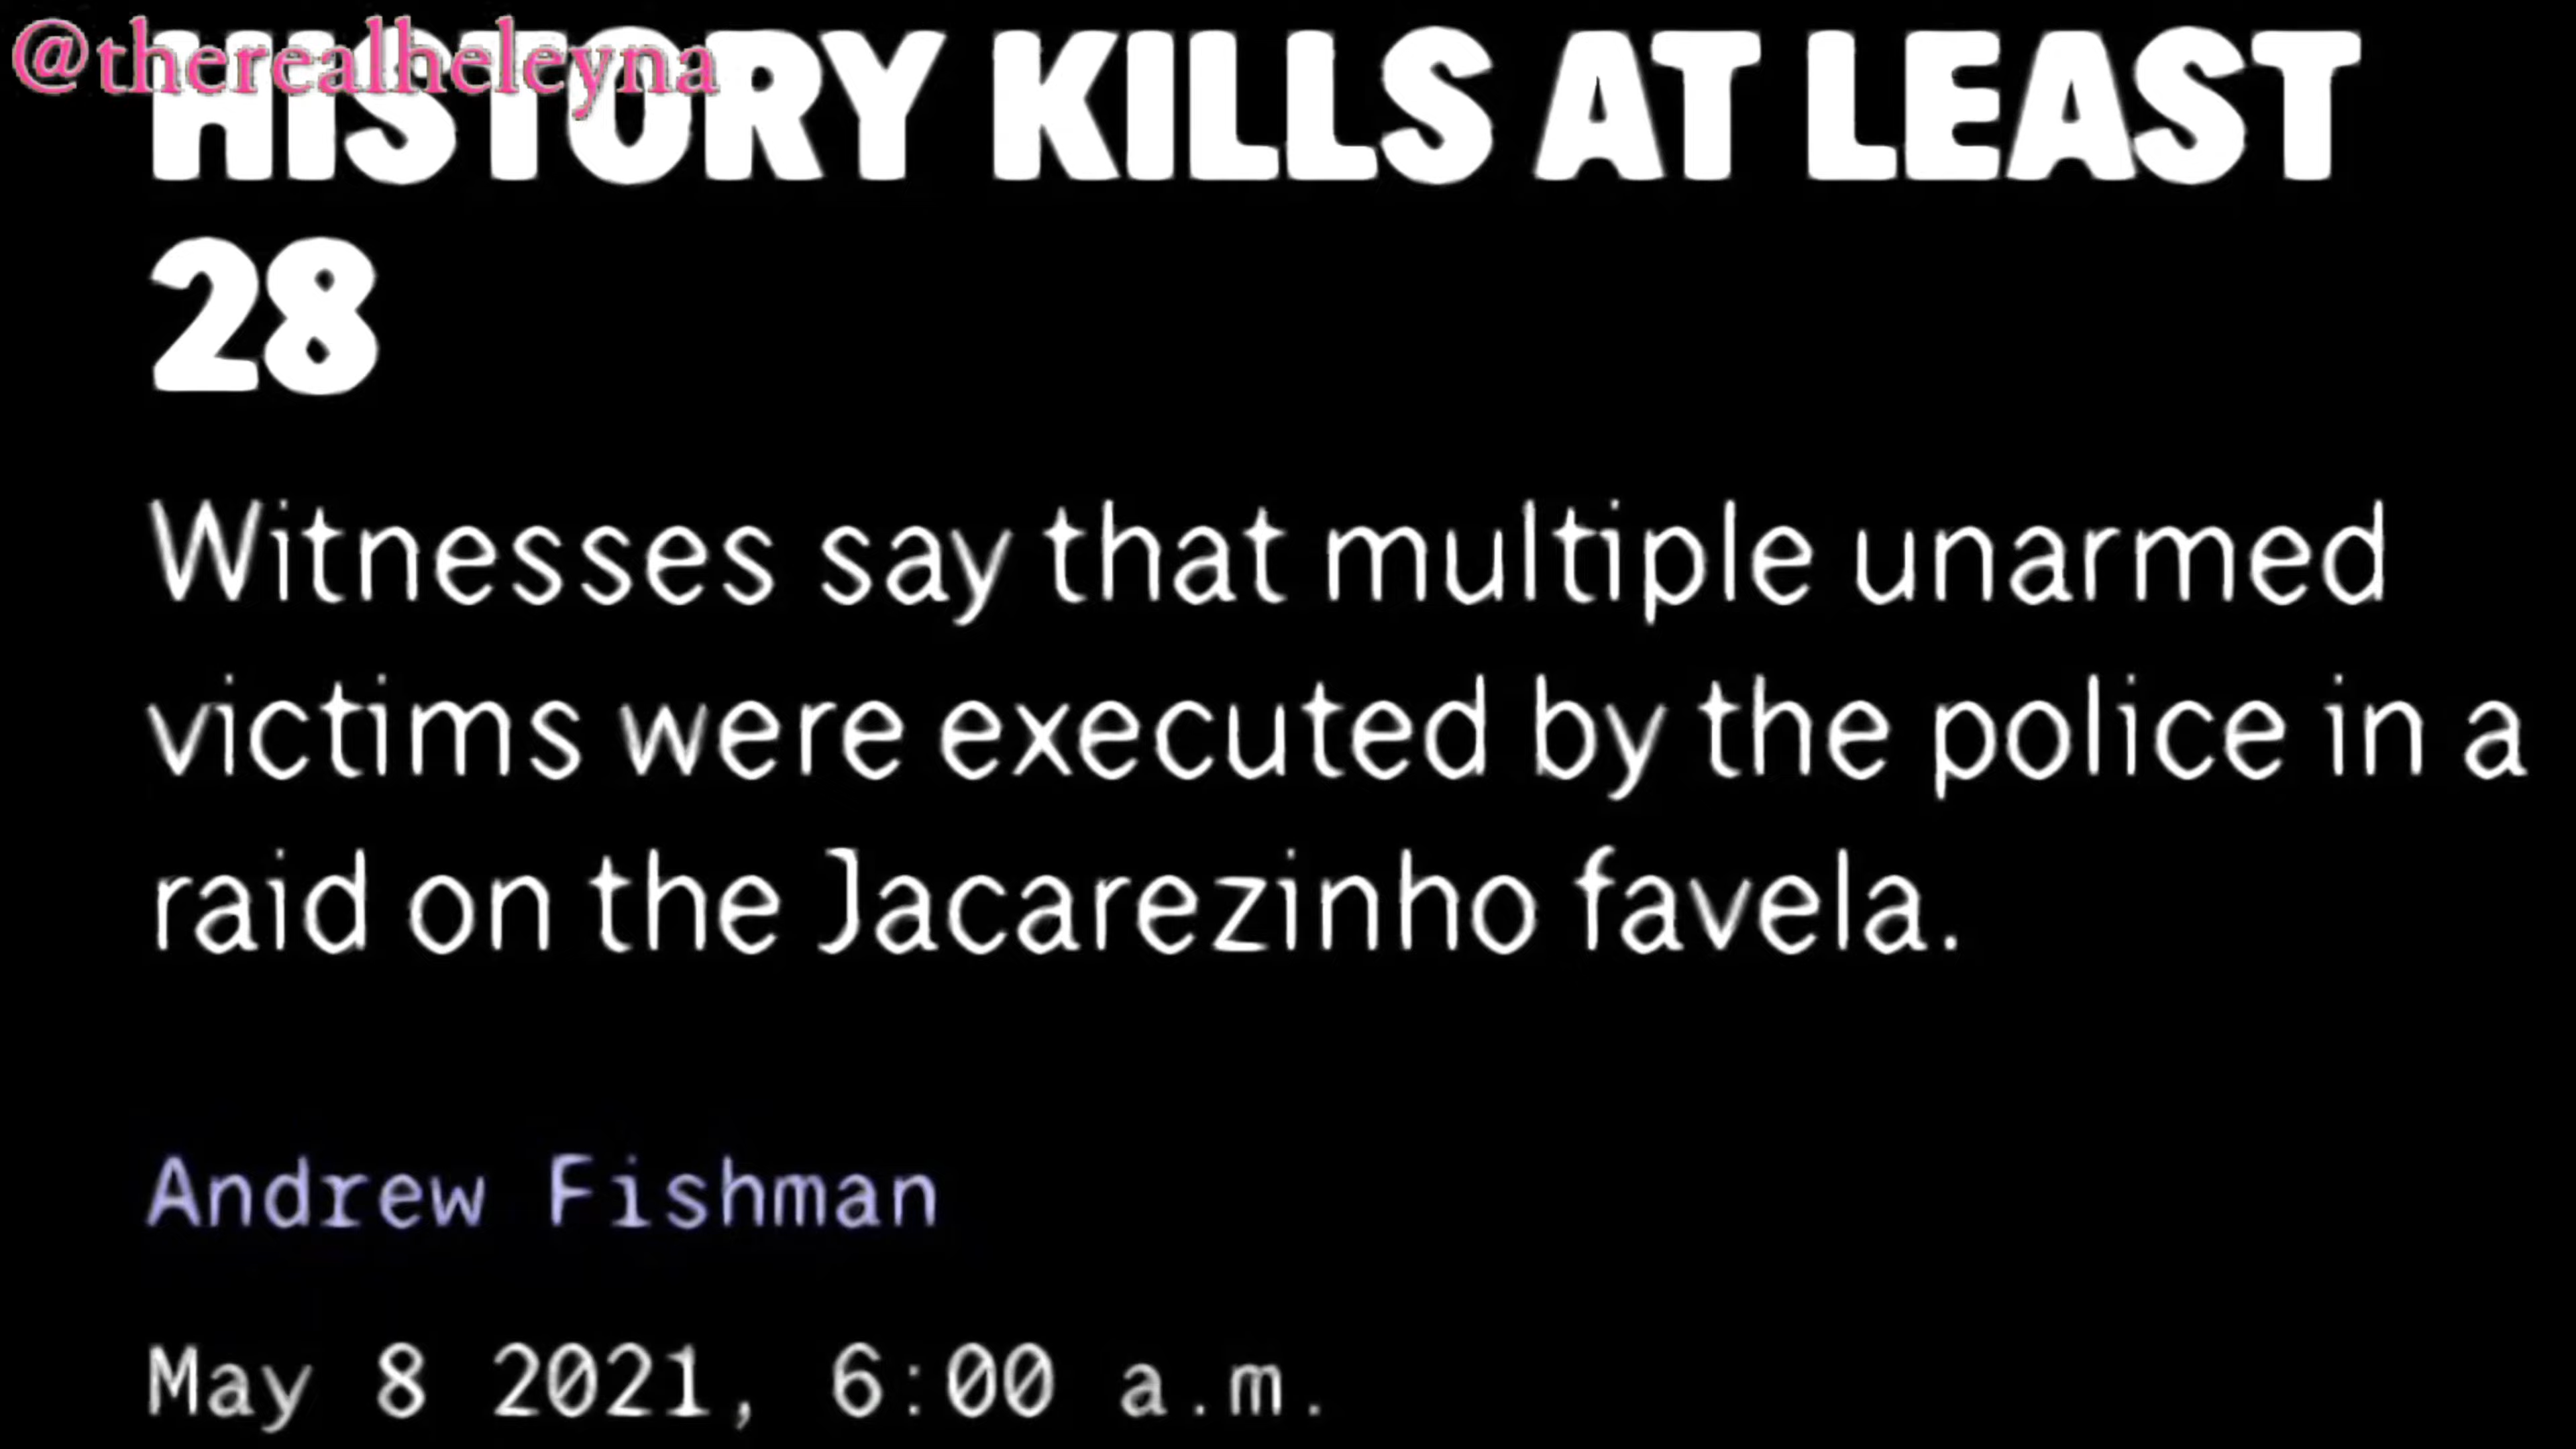 @therealheleyna
HISTORY KILLS AT LEAST
28
Witnesses say that multiple unarmed
victims were executed by the police in a
raid on the Jacarezinho favela.
Andrew Fishman
May 8 2021, 6:00 a.m.